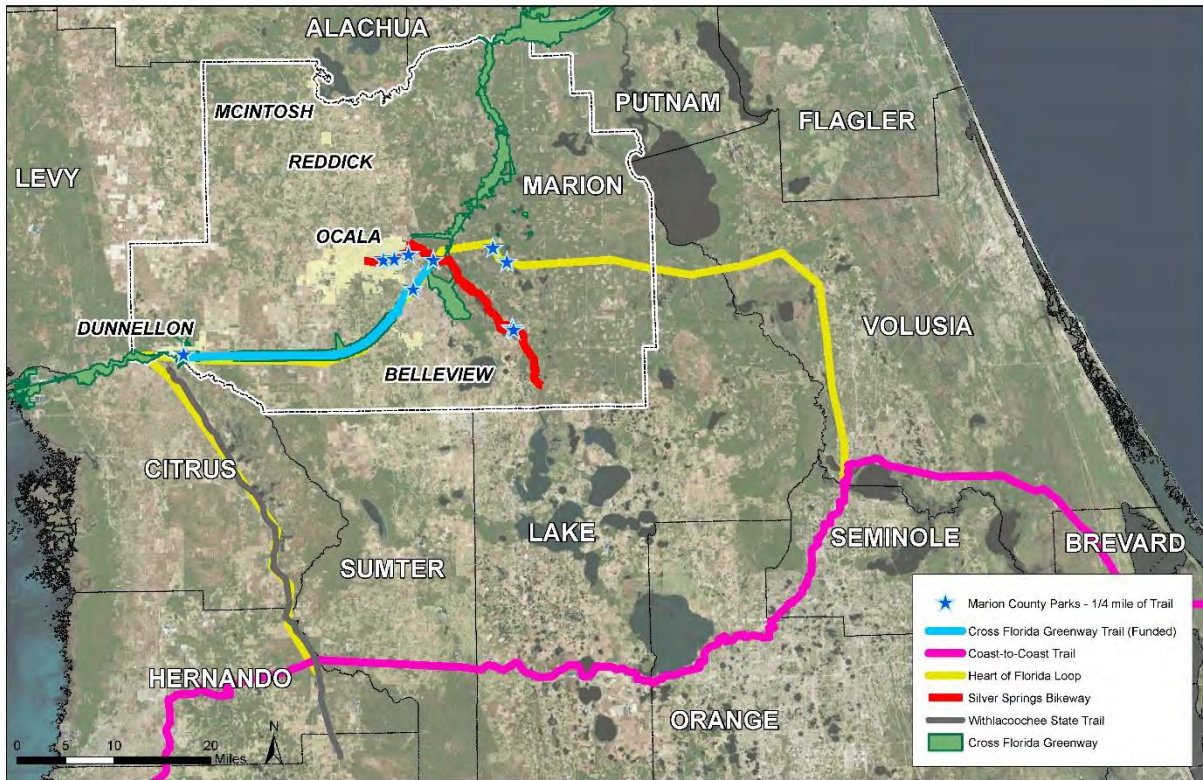 ALACHUA
PUTNAM
FLAGLER
MCINTOSH
REDDICK
LEVY
MARION
OCALA
DUNNELLON
VOLUSIA
BELLEVIEW
CITRUS
LAKE
SEMINOLE
BREVARD
SUMTER
HERNANDO
ORANGE
0 5 10 20
Miles
N
Marion County Parks - 1/4 mile of Trail
Cross Florida Greenway Trail (Funded)
Coast-to-Coast Trail
Heart of Florida Loop
Silver Springs Bikeway
Withlacoochee State Trail
Cross Florida Greenway